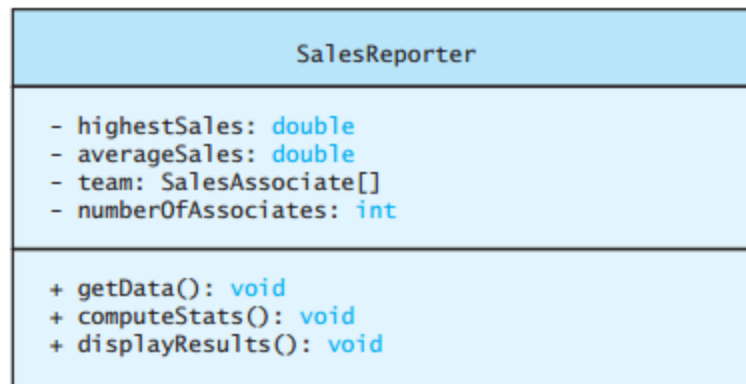 SalesReporter
- highestSales: double
- averageSales: double
- team: SalesAssociate[]
- numberOfAssociates: int
+ getData(): void
+ computeStats(): void
+ displayResults(): void